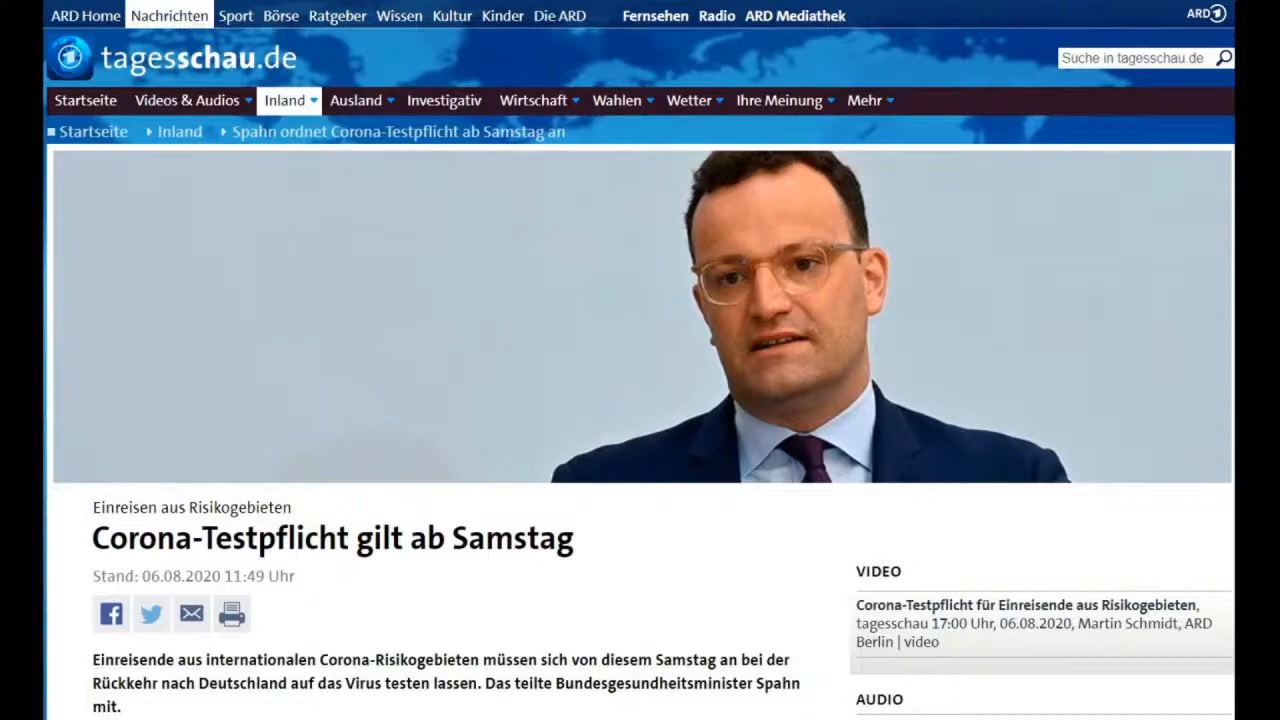 ARD Home Nachrichten Sport Börse Ratgeber Wissen Kultur Kinder Die ARD Fernsehen Radio ARD Mediathek ARD 1
tagesschau.de
Suche in tagesschau.de
Startseite Videos & Audios Inland Ausland Investigativ Wirtschaft Wahlen Wetter Ihre Meinung Mehr
Startseite Inland Spahn ordnet Corona-Testpflicht ab Samstag an
Einreisen aus Risikogebieten
Corona-Testpflicht gilt ab Samstag
Stand: 06.08.2020 11:49 Uhr
Einreisende aus internationalen Corona-Risikogebieten müssen sich von diesem Samstag an bei der
Rückkehr nach Deutschland auf das Virus testen lassen. Das teilte Bundesgesundheitsminister Spahn
mit.
VIDEO
Corona-Testpflicht für Einreisende aus Risikogebieten,
tagesschau 17:00 Uhr, 06.08.2020, Martin Schmidt, ARD
Berlin | video
AUDIO